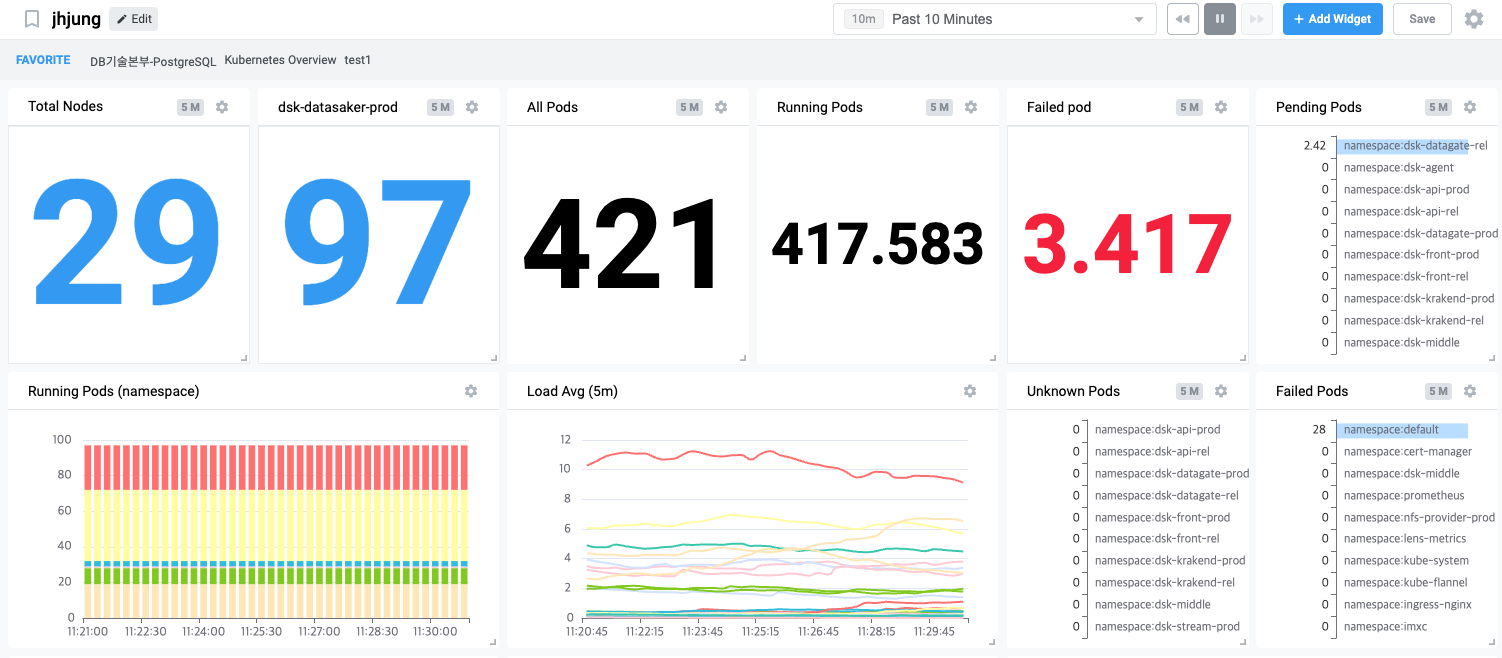 jhjung Edit 10m Past 10 Minutes + Add Widget Save
FAVORITE DB기술본부-PostgreSQL Kubernetes Overview test1
Total Nodes 5 M
29
dsk-datasaker-prod 5 M
97
All Pods 5 M
421
Running Pods 5 M
417.583
Failed pod 5 M
3.417
Pending Pods 5 M
2.42 namespace:dsk-datagate-rel
0 namespace:dsk-agent
0 namespace:dsk-api-prod
0 namespace:dsk-api-rel
0 namespace:dsk-datagate-prod
0 namespace:dsk-front-prod
0 namespace:dsk-front-rel
0 namespace:dsk-krakend-prod
0 namespace:dsk-krakend-rel
0 namespace:dsk-middle
Running Pods (namespace)
100
80
60
40
20
0
11:21:00 11:22:30 11:24:00 11:25:30 11:27:00 11:28:30 11:30:00
Load Avg (5m)
12
10
8
6
4
2
0
11:20:45 11:22:15 11:23:45 11:25:15 11:26:45 11:28:15 11:29:45
Unknown Pods 5 M
0 namespace:dsk-api-prod
0 namespace:dsk-api-rel
0 namespace:dsk-datagate-prod
0 namespace:dsk-datagate-rel
0 namespace:dsk-front-prod
0 namespace:dsk-front-rel
0 namespace:dsk-krakend-prod
0 namespace:dsk-krakend-rel
0 namespace:dsk-middle
0 namespace:dsk-stream-prod
Failed Pods 5 M
28 namespace:default
0 namespace:cert-manager
0 namespace:dsk-middle
0 namespace:prometheus
0 namespace:nfs-provider-prod
0 namespace:lens-metrics
0 namespace:kube-system
0 namespace:kube-flannel
0 namespace:ingress-nginx
0 namespace:imxc